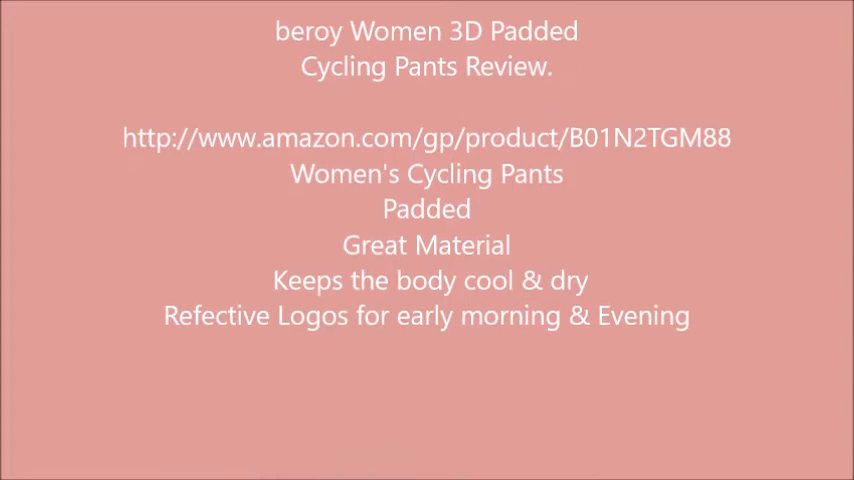 beroy Women 3D Padded
Cycling Pants Review.
http://www.amazon.com/gp/product/B01N2TGM88
Women's Cycling Pants
Padded
Great Material
Keeps the body cool & dry
Refective Logos for early morning & Evening